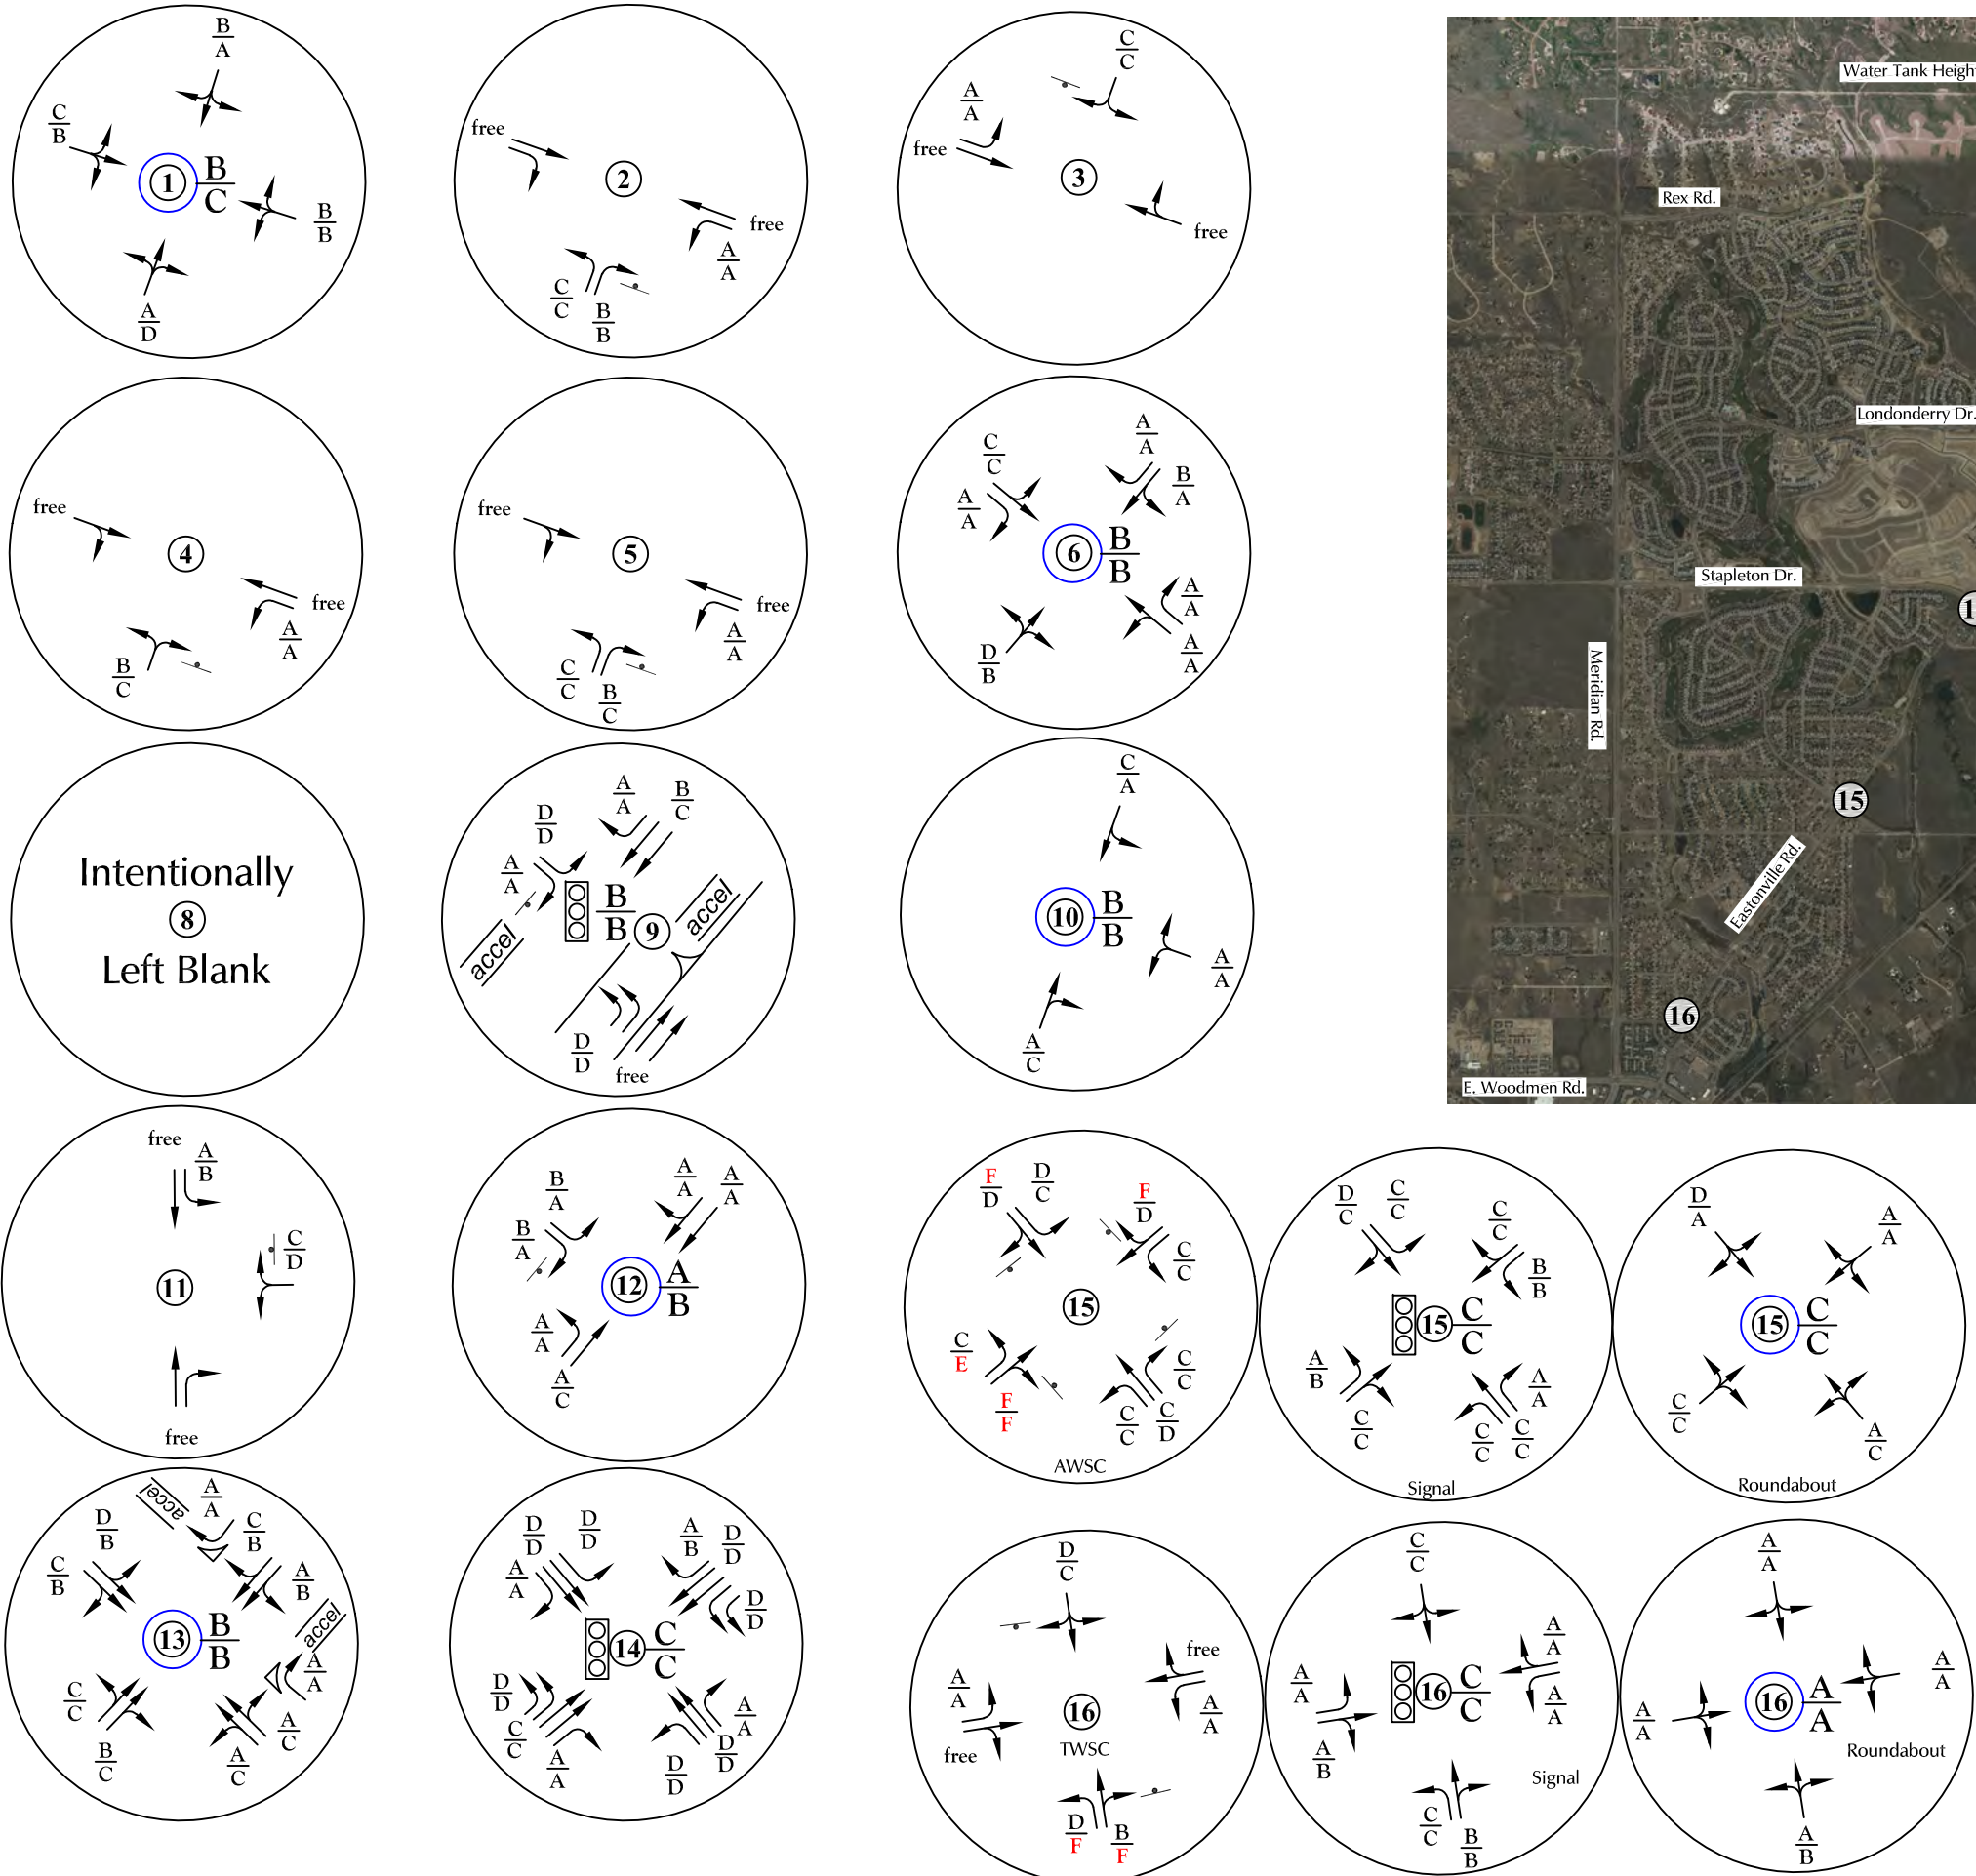 B
A
C
B
1
B
C
B
B
A
D
free
2
free
A
A
C
C
B
B
C
C
A
A
free
3
free
Water Tank Heigh
Rex Rd.
Londonderry Dr.
Stapleton Dr.
1
Meridian Rd.
15
Eastonville Rd.
16
E. Woodmen Rd.
free
4
free
A
A
B
C
free
5
free
A
A
C
C
B
C
A
A
C
C
B
A
A
A
6
B
B
A
A
D
B
A
A
Intentionally
8
Left Blank
A
A
B
C
D
D
A
A
accel
B
B
9
accel
D
D
free
C
A
10
B
B
A
A
A
C
free
A
B
C
D
11
free
B
A
A
A
A
A
B
A
12
A
B
A
A
A
C
F
D
D
C
F
D
C
C
15
C
E
C
C
F
F
C
C
C
D
AWSC
D
C
C
C
C
C
B
B
15
C
C
A
B
A
A
C
C
C
C
C
C
Signal
D
A
A
A
15
C
C
C
C
A
C
Roundabout
accel
A
A
D
B
C
B
C
B
A
B
accel
13
B
B
A
A
C
C
A
C
B
C
A
C
D
D
D
D
A
B
D
D
A
A
D
D
14
C
C
D
D
C
C
A
A
A
A
D
D
D
D
D
C
free
A
A
A
A
16
free
TWSC
D
F
B
F
C
C
A
A
A
A
16
C
C
A
A
A
B
Signal
C
C
B
B
A
A
A
A
16
A
A
A
A
Roundabout
A
B